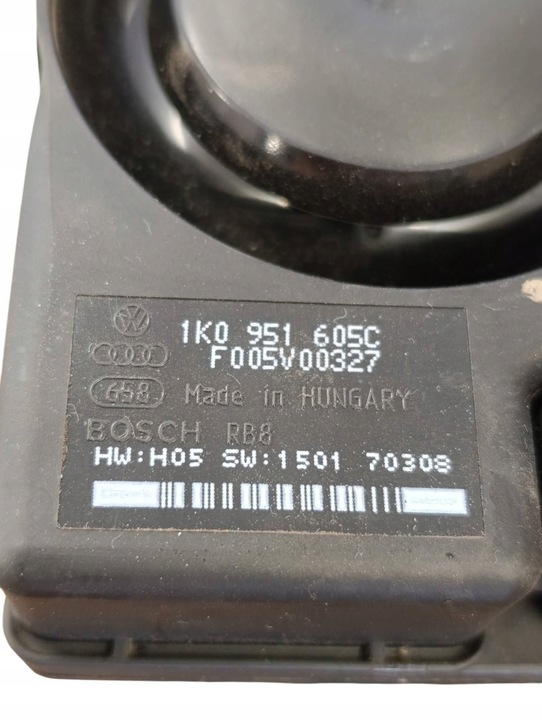 1K0 951 605C
F005V00327
658 Made in HUNGARY
BOSCH RB8
HW:H05 SW:1501 70308